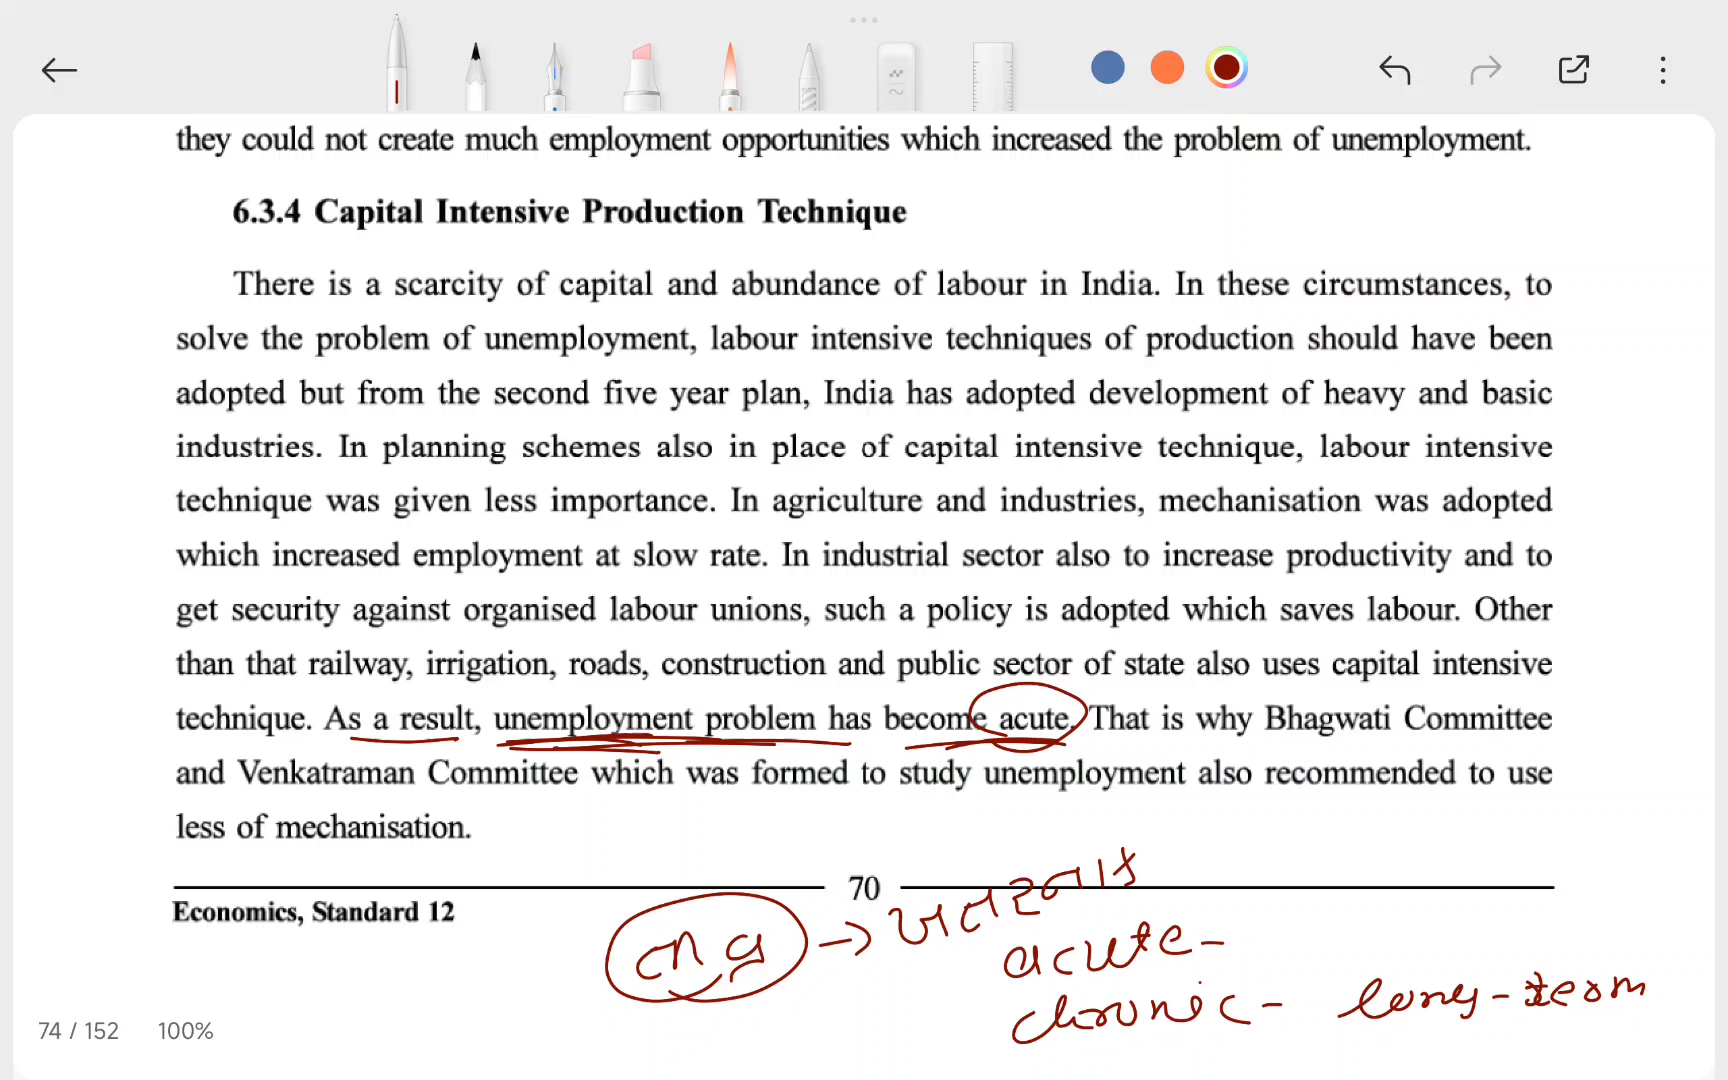 they could not create much employment opportunities which increased the problem of unemployment.
6.3.4 Capital Intensive Production Technique
There is a scarcity of capital and abundance of labour in India. In these circumstances, to
solve the problem of unemployment, labour intensive techniques of production should have been
adopted but from the second five year plan, India has adopted development of heavy and basic
industries. In planning schemes also in place of capital intensive technique, labour intensive
technique was given less importance. In agriculture and industries, mechanisation was adopted
which increased employment at slow rate. In industrial sector also to increase productivity and to
get security against organised labour unions, such a policy is adopted which saves labour. Other
than that railway, irrigation, roads, construction and public sector of state also uses capital intensive
technique. As a result, unemployment problem has become acute. That is why Bhagwati Committee
and Venkatraman Committee which was formed to study unemployment also recommended to use
less of mechanisation.
70
Economics, Standard 12
acute -
chronic - long-term
74 / 152 100%